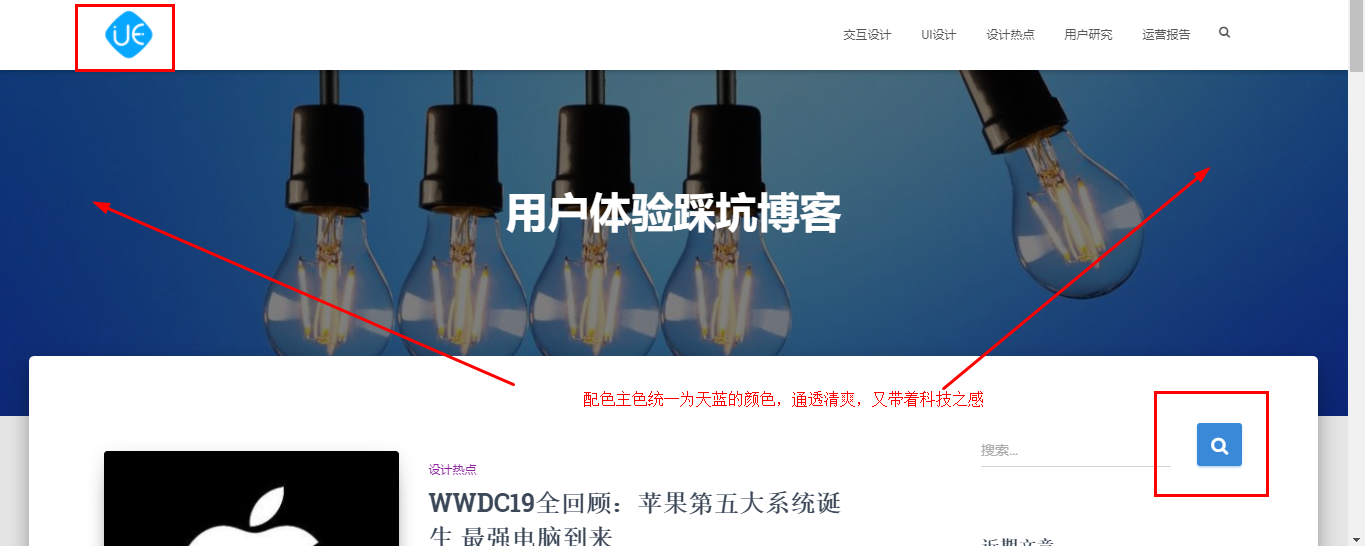 UE
交互设计 UI设计 设计热点 用户研究 运营报告
用户体验踩坑博客
配色主色统一为天蓝的颜色，通透清爽，又带着科技之感
搜索...
设计热点
WWDC19全回顾：苹果第五大系统诞
生 最强电脑到来
近期文章